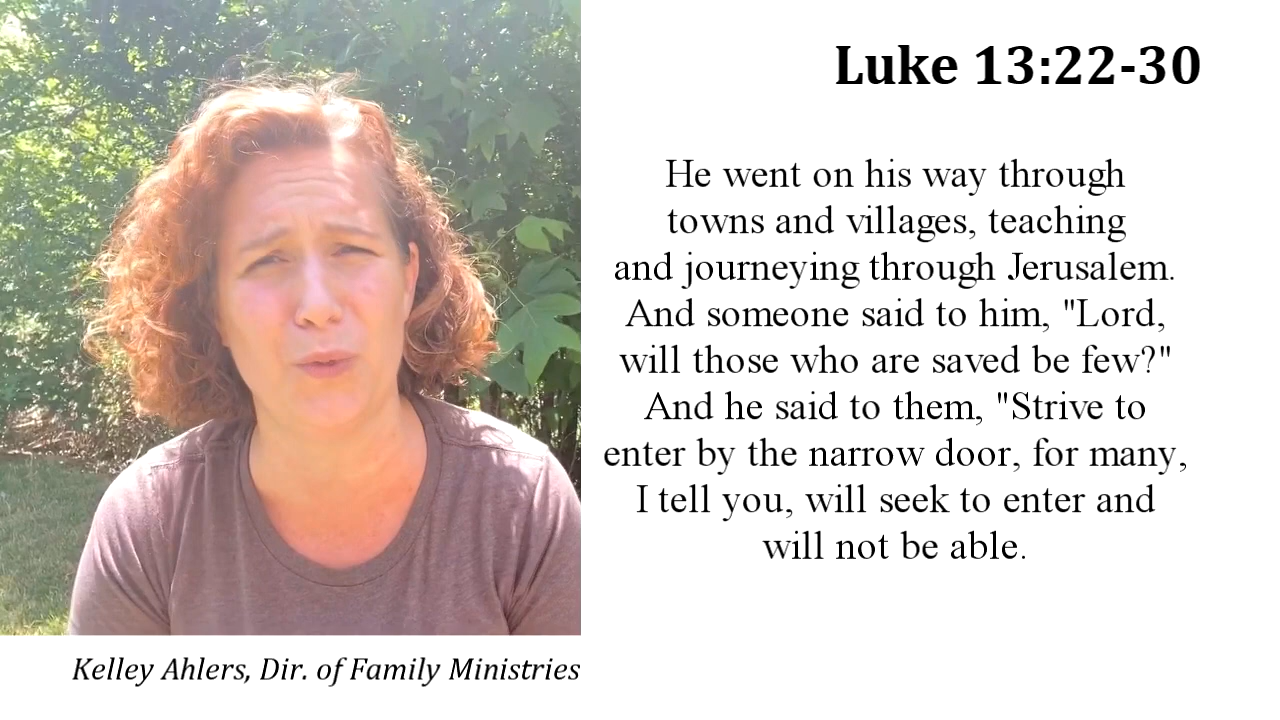 Luke 13:22-30
He went on his way through
towns and villages, teaching
and journeying through Jerusalem.
And someone said to him, "Lord,
will those who are saved be few?"
And he said to them, "Strive to
enter by the narrow door, for many,
I tell you, will seek to enter and
will not be able.
Kelley Ahlers, Dir. of Family Ministries